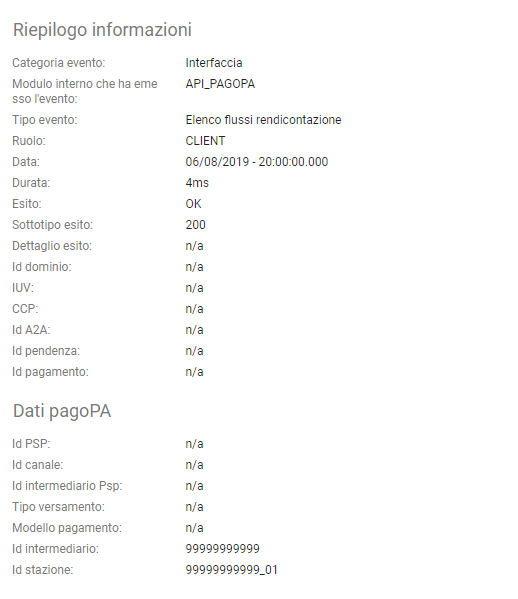 Riepilogo informazioni
Categoria evento: Interfaccia
Modulo interno che ha eme API_PAGOPA
sso l'evento:
Tipo evento: Elenco flussi rendicontazione
Ruolo: CLIENT
Data: 06/08/2019 - 20:00:00.000
Durata: 4ms
Esito: OK
Sottotipo esito: 200
Dettaglio esito: n/a
Id dominio: n/a
IUV: n/a
CCP: n/a
Id A2A: n/a
Id pendenza: n/a
Id pagamento: n/a
Dati pagoPA
Id PSP: n/a
Id canale: n/a
Id intermediario Psp: n/a
Tipo versamento: n/a
Modello pagamento: n/a
Id intermediario: 99999999999
Id stazione: 99999999999_01